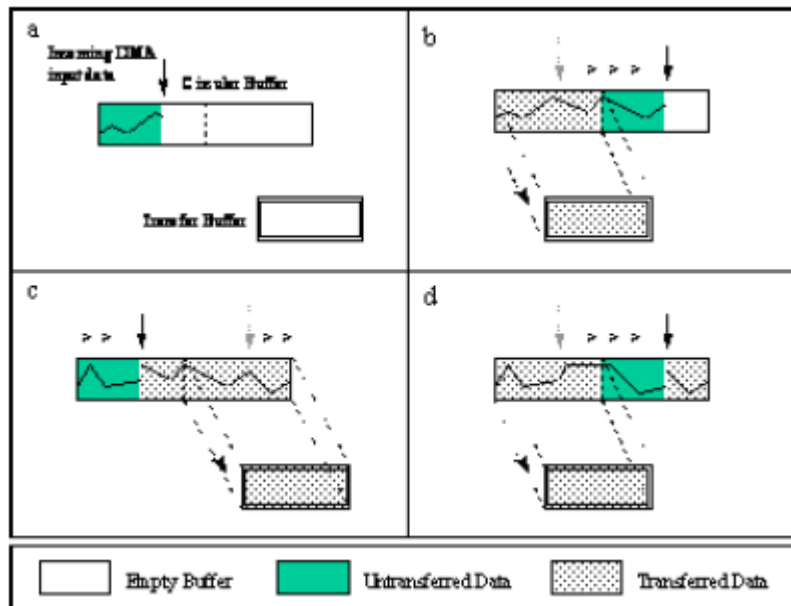 a
Incoming DMA
input data
Circular Buffer
Transfer Buffer
b
> > >
c
> >
> >
d
> > >
Empty Buffer
Untransferred Data
Transferred Data